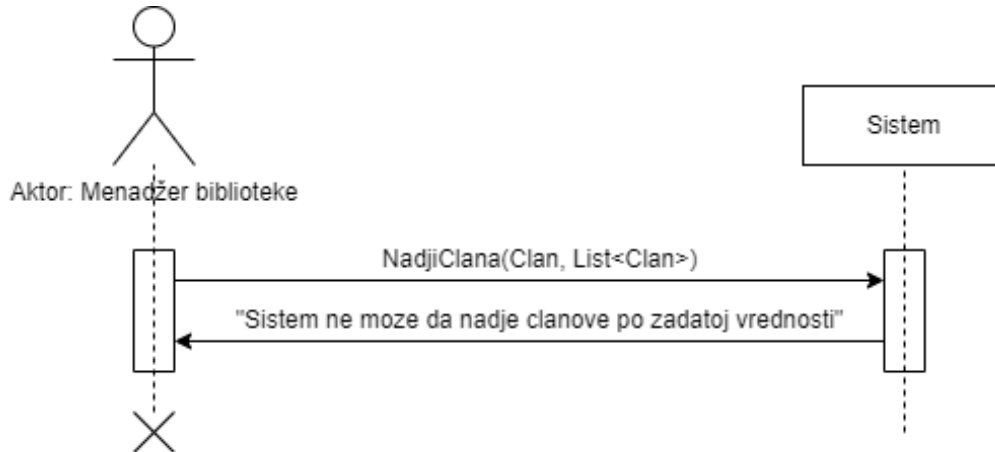 Sistem
Aktor: Menadžer biblioteke
NadjiClana(Clan, List<Clan>)
"Sistem ne moze da nadje clanove po zadatoj vrednosti"